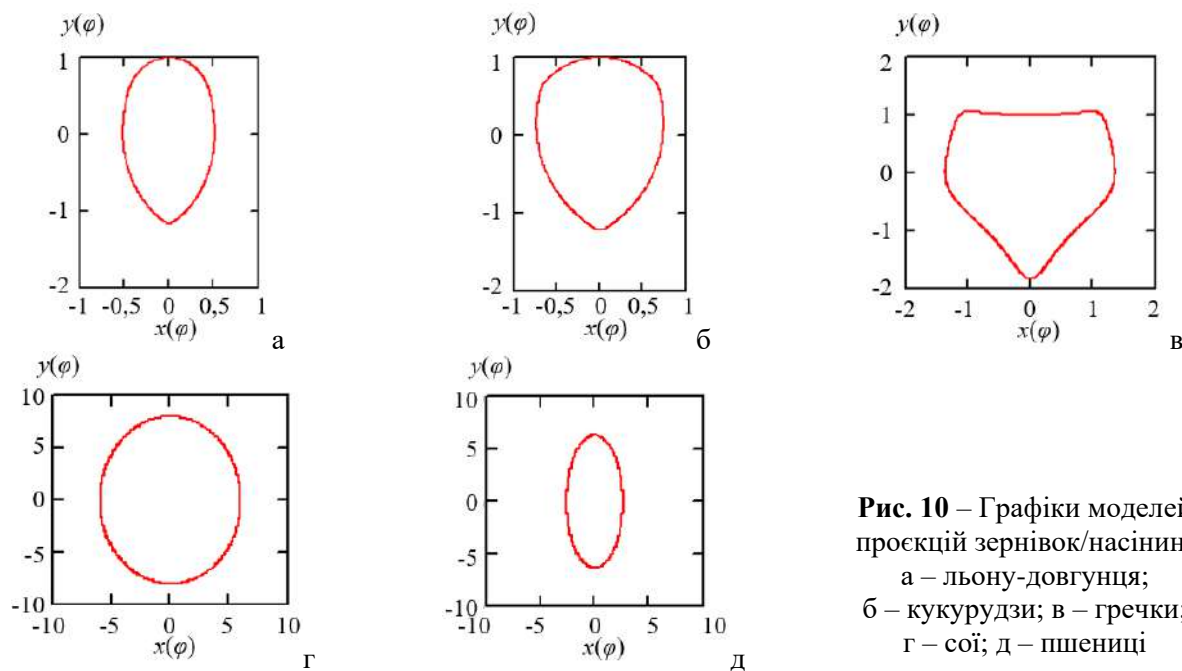 y(φ)
1
0
-1
-2
-1 -0,5 0 0,5 1
x(φ)
а
y(φ)
1
0
-1
-2
-1 -0,5 0 0,5 1
x(φ)
б
y(φ)
2
1
0
-1
-2
-2 -1 0 1 2
x(φ)
в
y(φ)
10
5
0
-5
-10
-10 -5 0 5 10
x(φ)
г
y(φ)
10
5
0
-5
-10
-10 -5 0 5 10
x(φ)
д
Рис. 10 – Графіки моделей
проєкцій зернівок/насінин:
а – льону-довгунця;
б – кукурудзи; в – гречки;
г – сої; д – пшениці